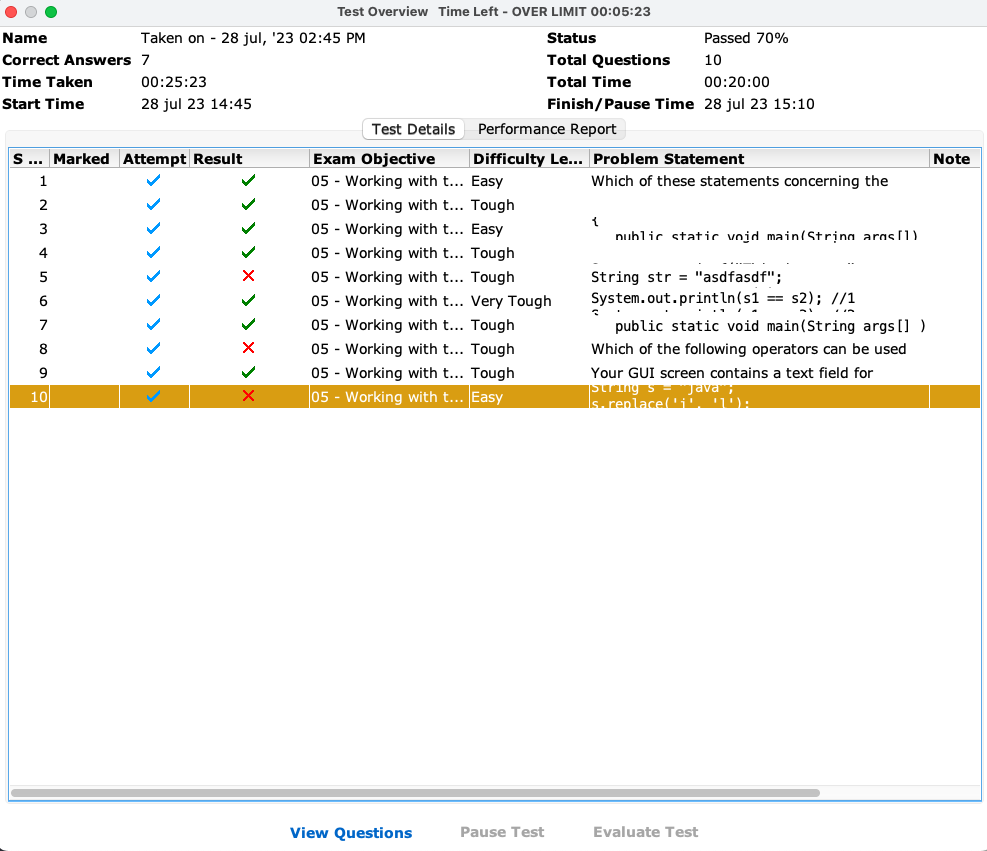 Test Overview Time Left - OVER LIMIT 00:05:23
Name Taken on - 28 jul, '23 02:45 PM Status Passed 70%
Correct Answers 7 Total Questions 10
Time Taken 00:25:23 Total Time 00:20:00
Start Time 28 jul 23 14:45 Finish/Pause Time 28 jul 23 15:10
Test Details Performance Report
S ... Marked Attempt Result Exam Objective Difficulty Le... Problem Statement Note
1 05 - Working with t... Easy Which of these statements concerning the
2 05 - Working with t... Tough
3 05 - Working with t... Easy {
public static void main(String args[])
4 05 - Working with t... Tough
5 05 - Working with t... Tough String str = "asdfasdf";
6 05 - Working with t... Very Tough System.out.println(s1 == s2); //1
7 05 - Working with t... Tough public static void main(String args[] )
8 05 - Working with t... Tough Which of the following operators can be used
9 05 - Working with t... Tough Your GUI screen contains a text field for
10 05 - Working with t... Easy String s = "java";
s.replace('j', 'l');
View Questions Pause Test Evaluate Test